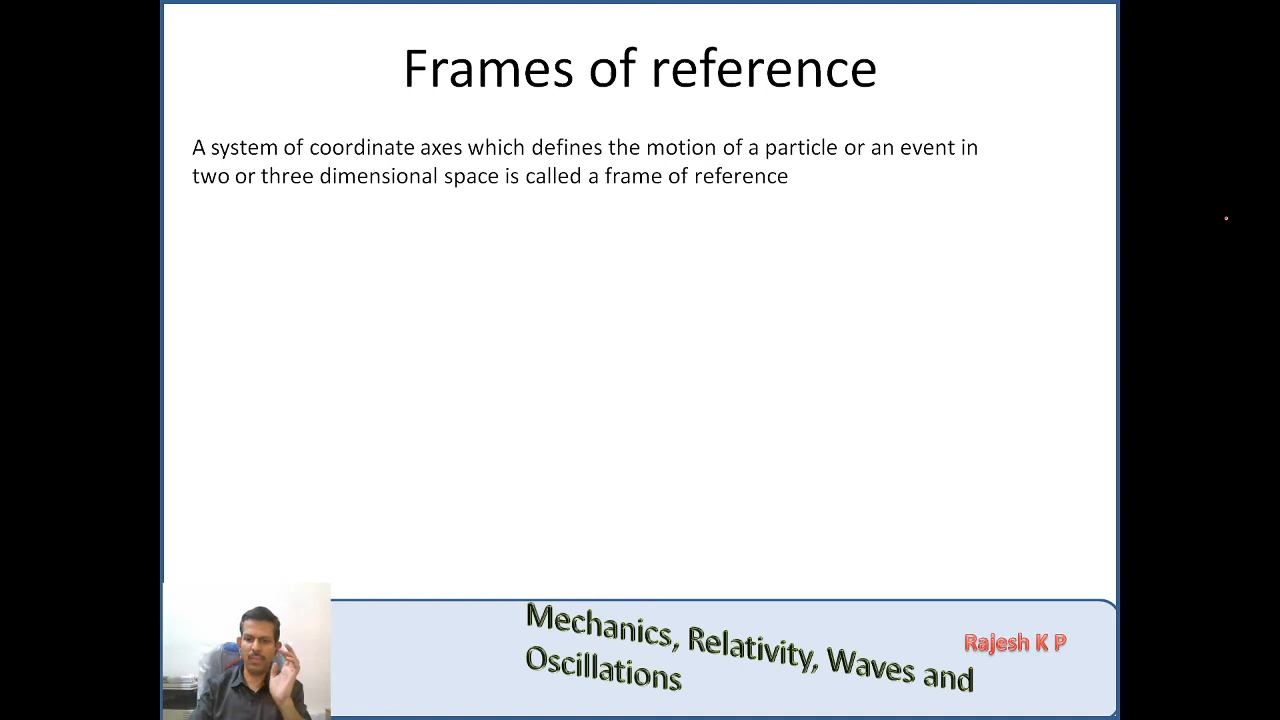 Frames of reference
A system of coordinate axes which defines the motion of a particle or an event in
two or three dimensional space is called a frame of reference
Mechanics, Relativity, Waves and
Oscillations
Rajesh K P